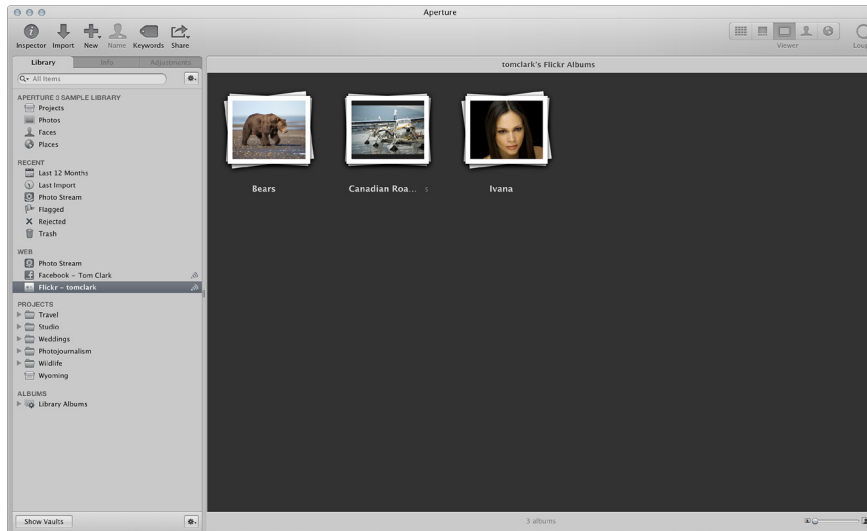 Aperture
Inspector Import New Name Keywords Share
Viewer
Loup
Library Info Adjustments
All Items
tomclark's Flickr Albums
APERTURE 3 SAMPLE LIBRARY
Projects
Photos
Faces
Places
RECENT
Last 12 Months
Last Import
Photo Stream
Flagged
Rejected
Trash
WEB
Photo Stream
Facebook – Tom Clark
Flickr – tomclark
PROJECTS
Travel
Studio
Weddings
Photojournalism
Wildlife
Wyoming
ALBUMS
Library Albums
Bears
Canadian Roa... s
Ivana
Show Vaults
3 albums